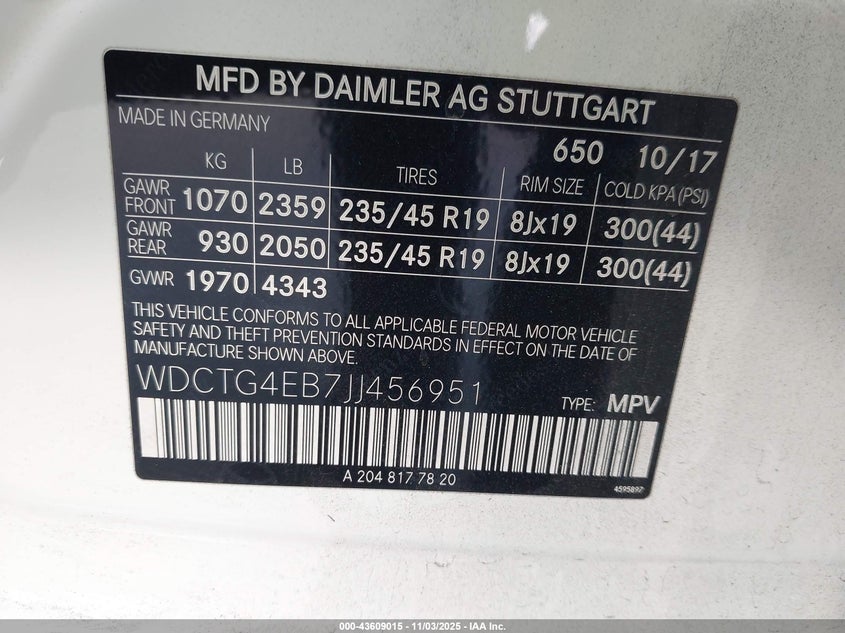 MFD BY DAIMLER AG STUTTGART
MADE IN GERMANY
650 10/17
KG LB TIRES RIM SIZE COLD KPA (PSI)
GAWR FRONT 1070 2359 235/45 R19 8Jx19 300(44)
GAWR REAR 930 2050 235/45 R19 8Jx19 300(44)
GVWR 1970 4343
THIS VEHICLE CONFORMS TO ALL APPLICABLE FEDERAL MOTOR VEHICLE
SAFETY AND THEFT PREVENTION STANDARDS IN EFFECT ON THE DATE OF
MANUFACTURE SHOWN ABOVE.
WDCTG4EB7JJ456951
TYPE: MPV
A 204 817 78 20
4595897
000-43609015 - 11/03/2025 - IAA Inc.